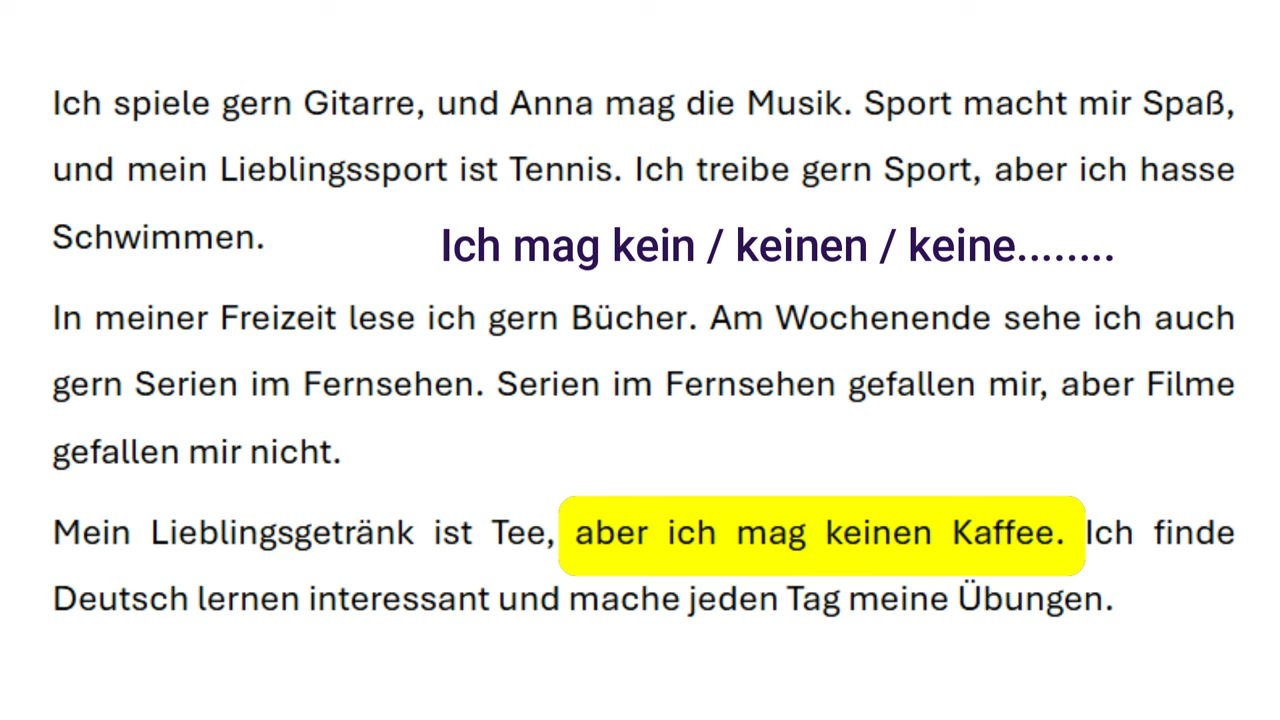 Ich spiele gern Gitarre, und Anna mag die Musik. Sport macht mir Spaß,
und mein Lieblingssport ist Tennis. Ich treibe gern Sport, aber ich hasse
Schwimmen.
Ich mag kein / keinen / keine........
In meiner Freizeit lese ich gern Bücher. Am Wochenende sehe ich auch
gern Serien im Fernsehen. Serien im Fernsehen gefallen mir, aber Filme
gefallen mir nicht.
Mein Lieblingsgetränk ist Tee, aber ich mag keinen Kaffee. Ich finde
Deutsch lernen interessant und mache jeden Tag meine Übungen.